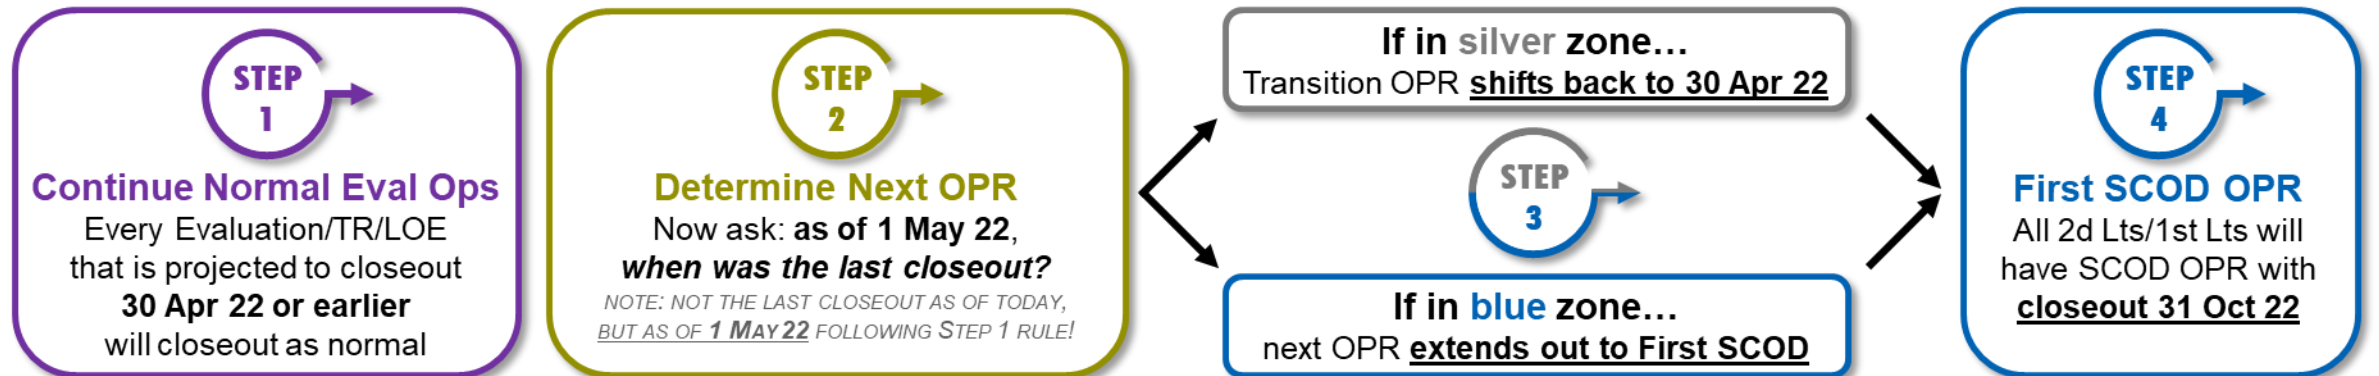 STEP
1
Continue Normal Eval Ops
Every Evaluation/TR/LOE
that is projected to closeout
30 Apr 22 or earlier
will closeout as normal
STEP
2
Determine Next OPR
Now ask: as of 1 May 22,
when was the last closeout?
NOTE: NOT THE LAST CLOSEOUT AS OF TODAY,
BUT AS OF 1 MAY 22 FOLLOWING STEP 1 RULE!
If in silver zone...
Transition OPR shifts back to 30 Apr 22
STEP
3
If in blue zone...
next OPR extends out to First SCOD
STEP
4
First SCOD OPR
All 2d Lts/1st Lts will
have SCOD OPR with
closeout 31 Oct 22